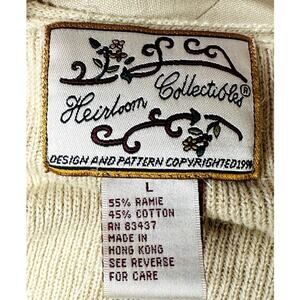 Heirloom Collectibles®
DESIGN AND PATTERN COPYRIGHTED 1994
L
55% RAMIE
45% COTTON
RN 83437
MADE IN
HONG KONG
SEE REVERSE
FOR CARE